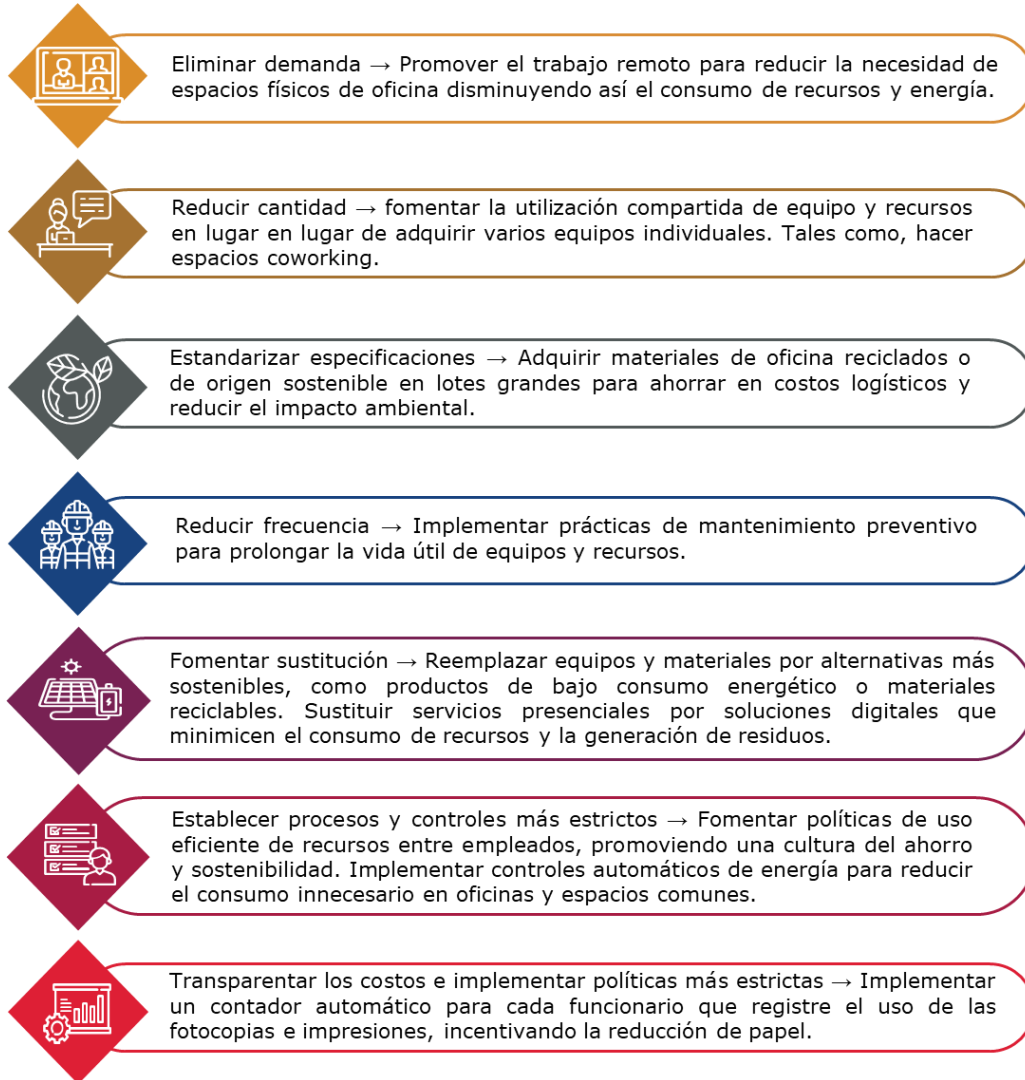 Eliminar demanda → Promover el trabajo remoto para reducir la necesidad de
espacios físicos de oficina disminuyendo así el consumo de recursos y energía.
Reducir cantidad → fomentar la utilización compartida de equipo y recursos
en lugar en lugar de adquirir varios equipos individuales. Tales como, hacer
espacios coworking.
Estandarizar especificaciones → Adquirir materiales de oficina reciclados o
de origen sostenible en lotes grandes para ahorrar en costos logísticos y
reducir el impacto ambiental.
Reducir frecuencia → Implementar prácticas de mantenimiento preventivo
para prolongar la vida útil de equipos y recursos.
Fomentar sustitución → Reemplazar equipos y materiales por alternativas más
sostenibles, como productos de bajo consumo energético o materiales
reciclables. Sustituir servicios presenciales por soluciones digitales que
minimicen el consumo de recursos y la generación de residuos.
Establecer procesos y controles más estrictos → Fomentar políticas de uso
eficiente de recursos entre empleados, promoviendo una cultura del ahorro
y sostenibilidad. Implementar controles automáticos de energía para reducir
el consumo innecesario en oficinas y espacios comunes.
Transparentar los costos e implementar políticas más estrictas → Implementar
un contador automático para cada funcionario que registre el uso de las
fotocopias e impresiones, incentivando la reducción de papel.